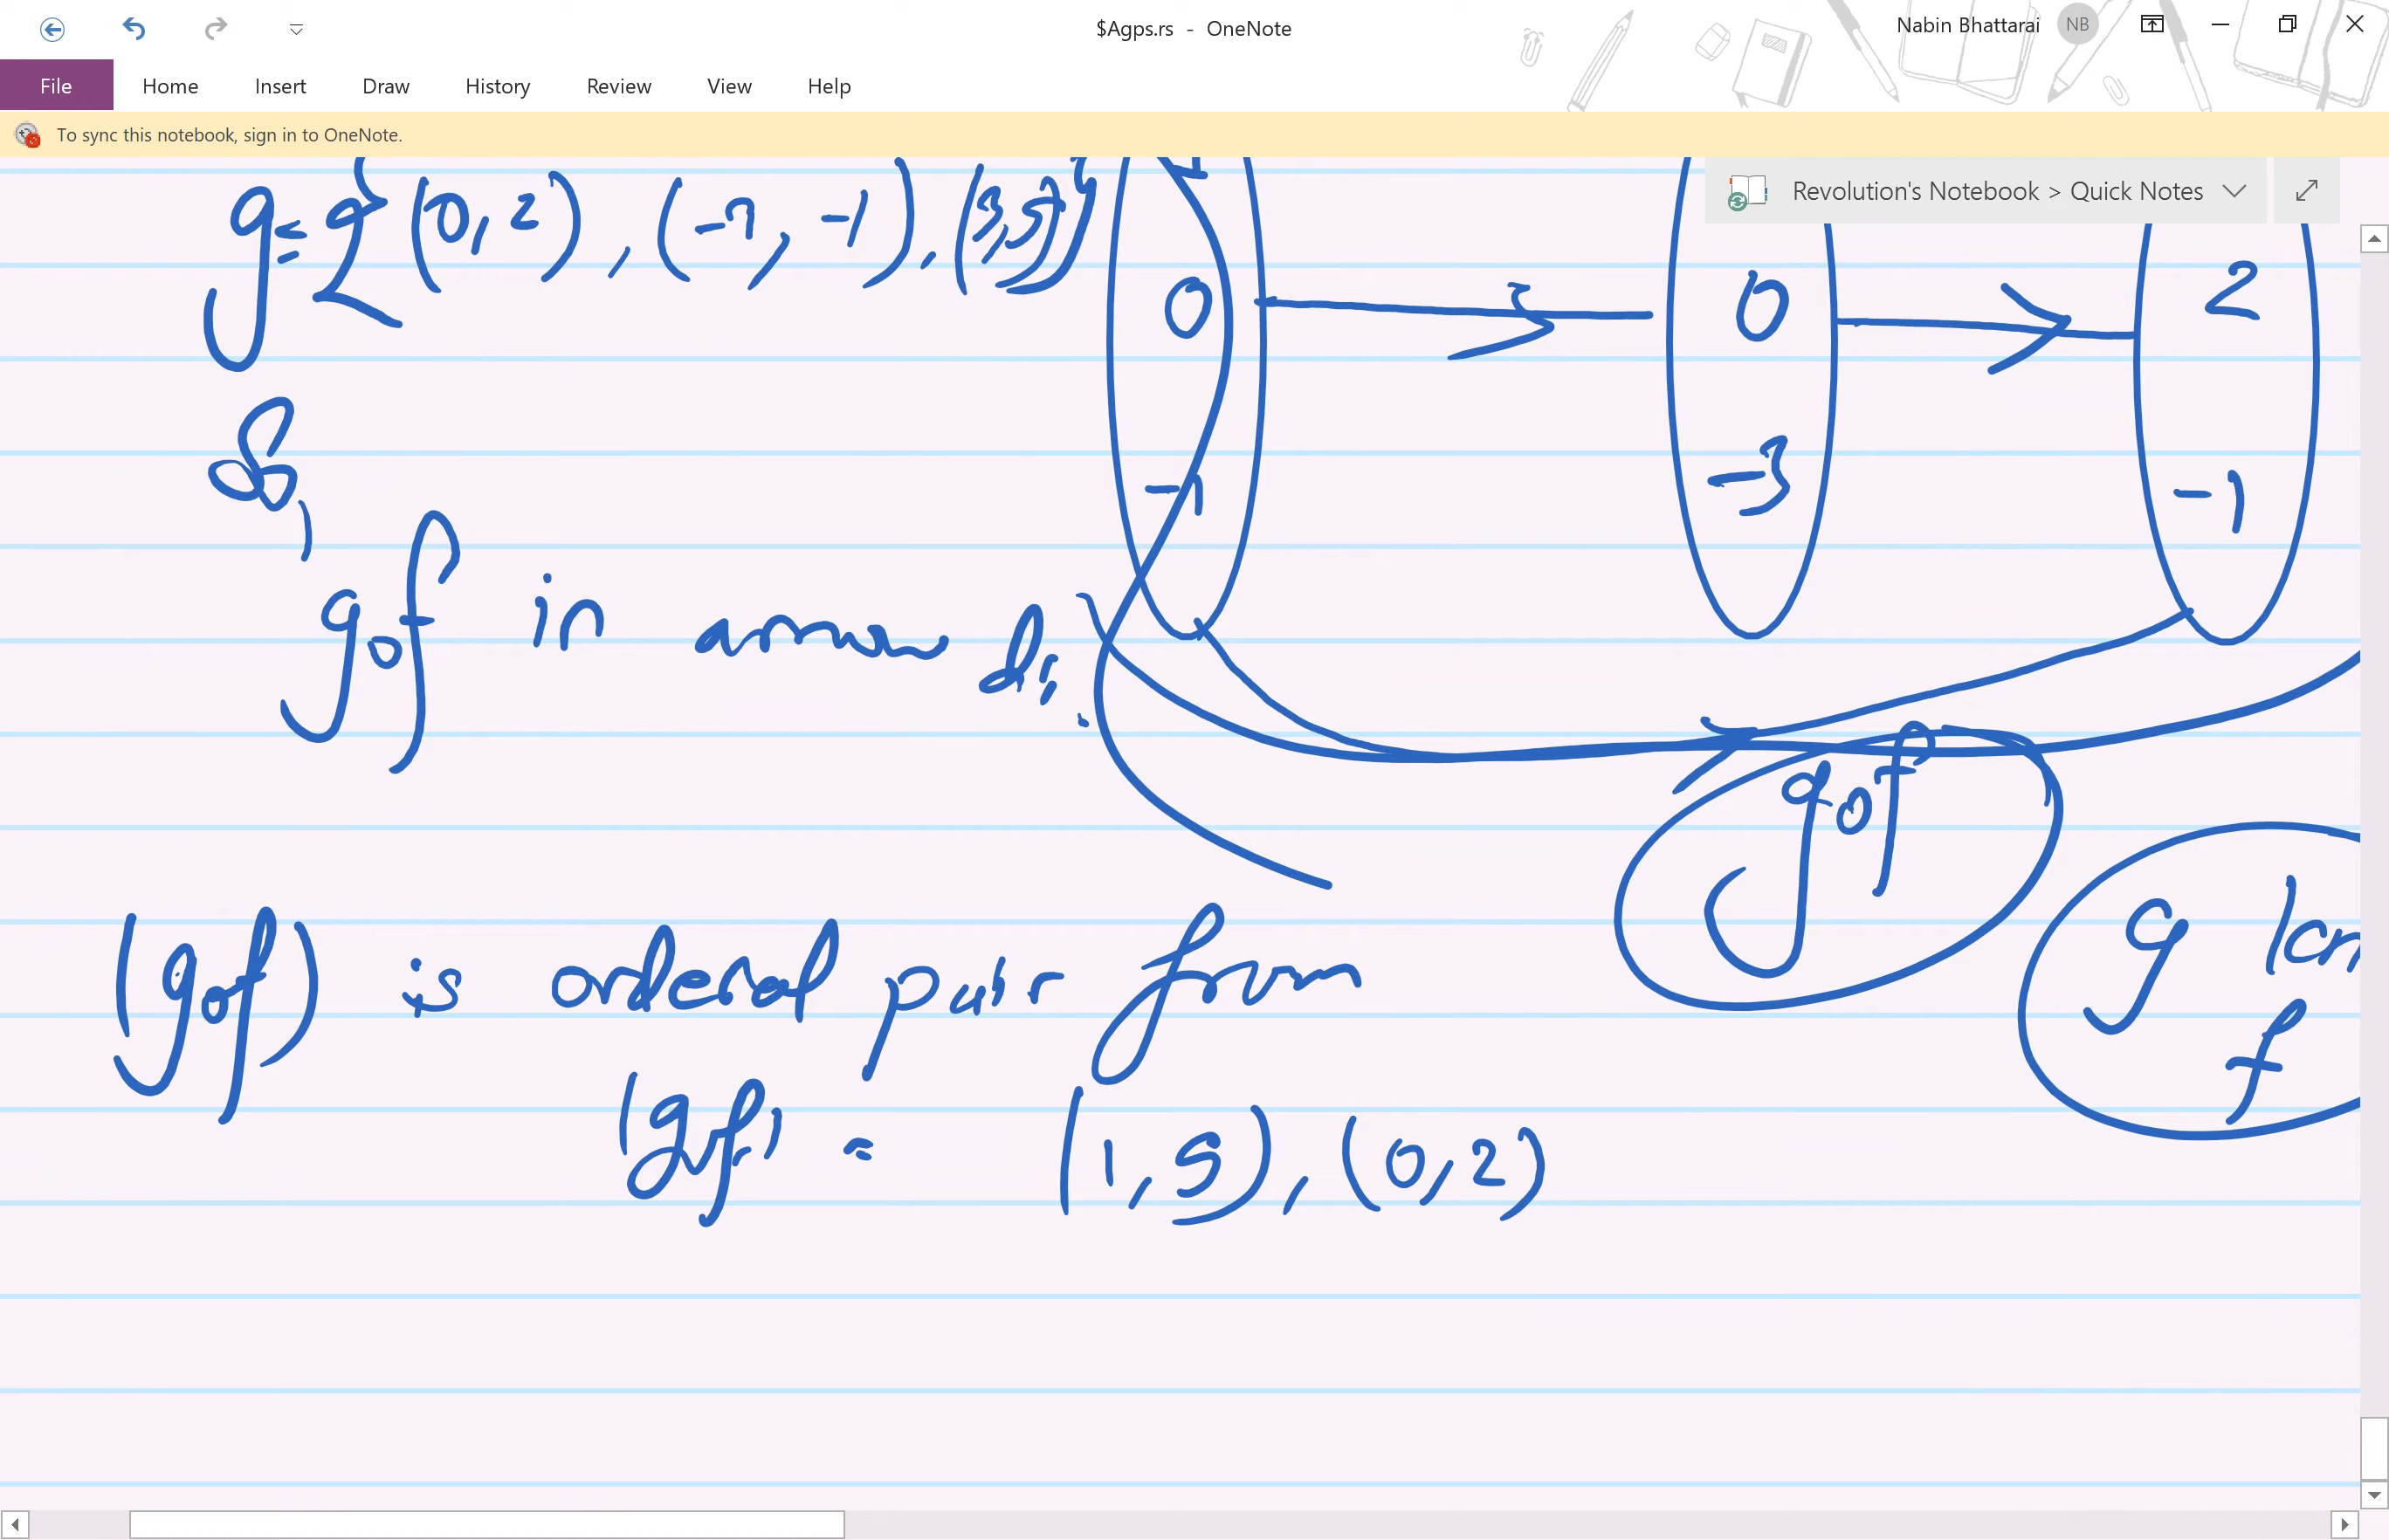 $Agps.rs - OneNote
Nabin Bhattarai NB
File Home Insert Draw History Review View Help
To sync this notebook, sign in to OneNote.
Revolution's Notebook > Quick Notes
g = { (0, 2), (-3, -1), (3, 5) }
0 0 2
-1 -3 -1
So,
gof in arrow di.
gof
(gof) is ordered pair from
g
f
(gof) = (1, 5), (0, 2)